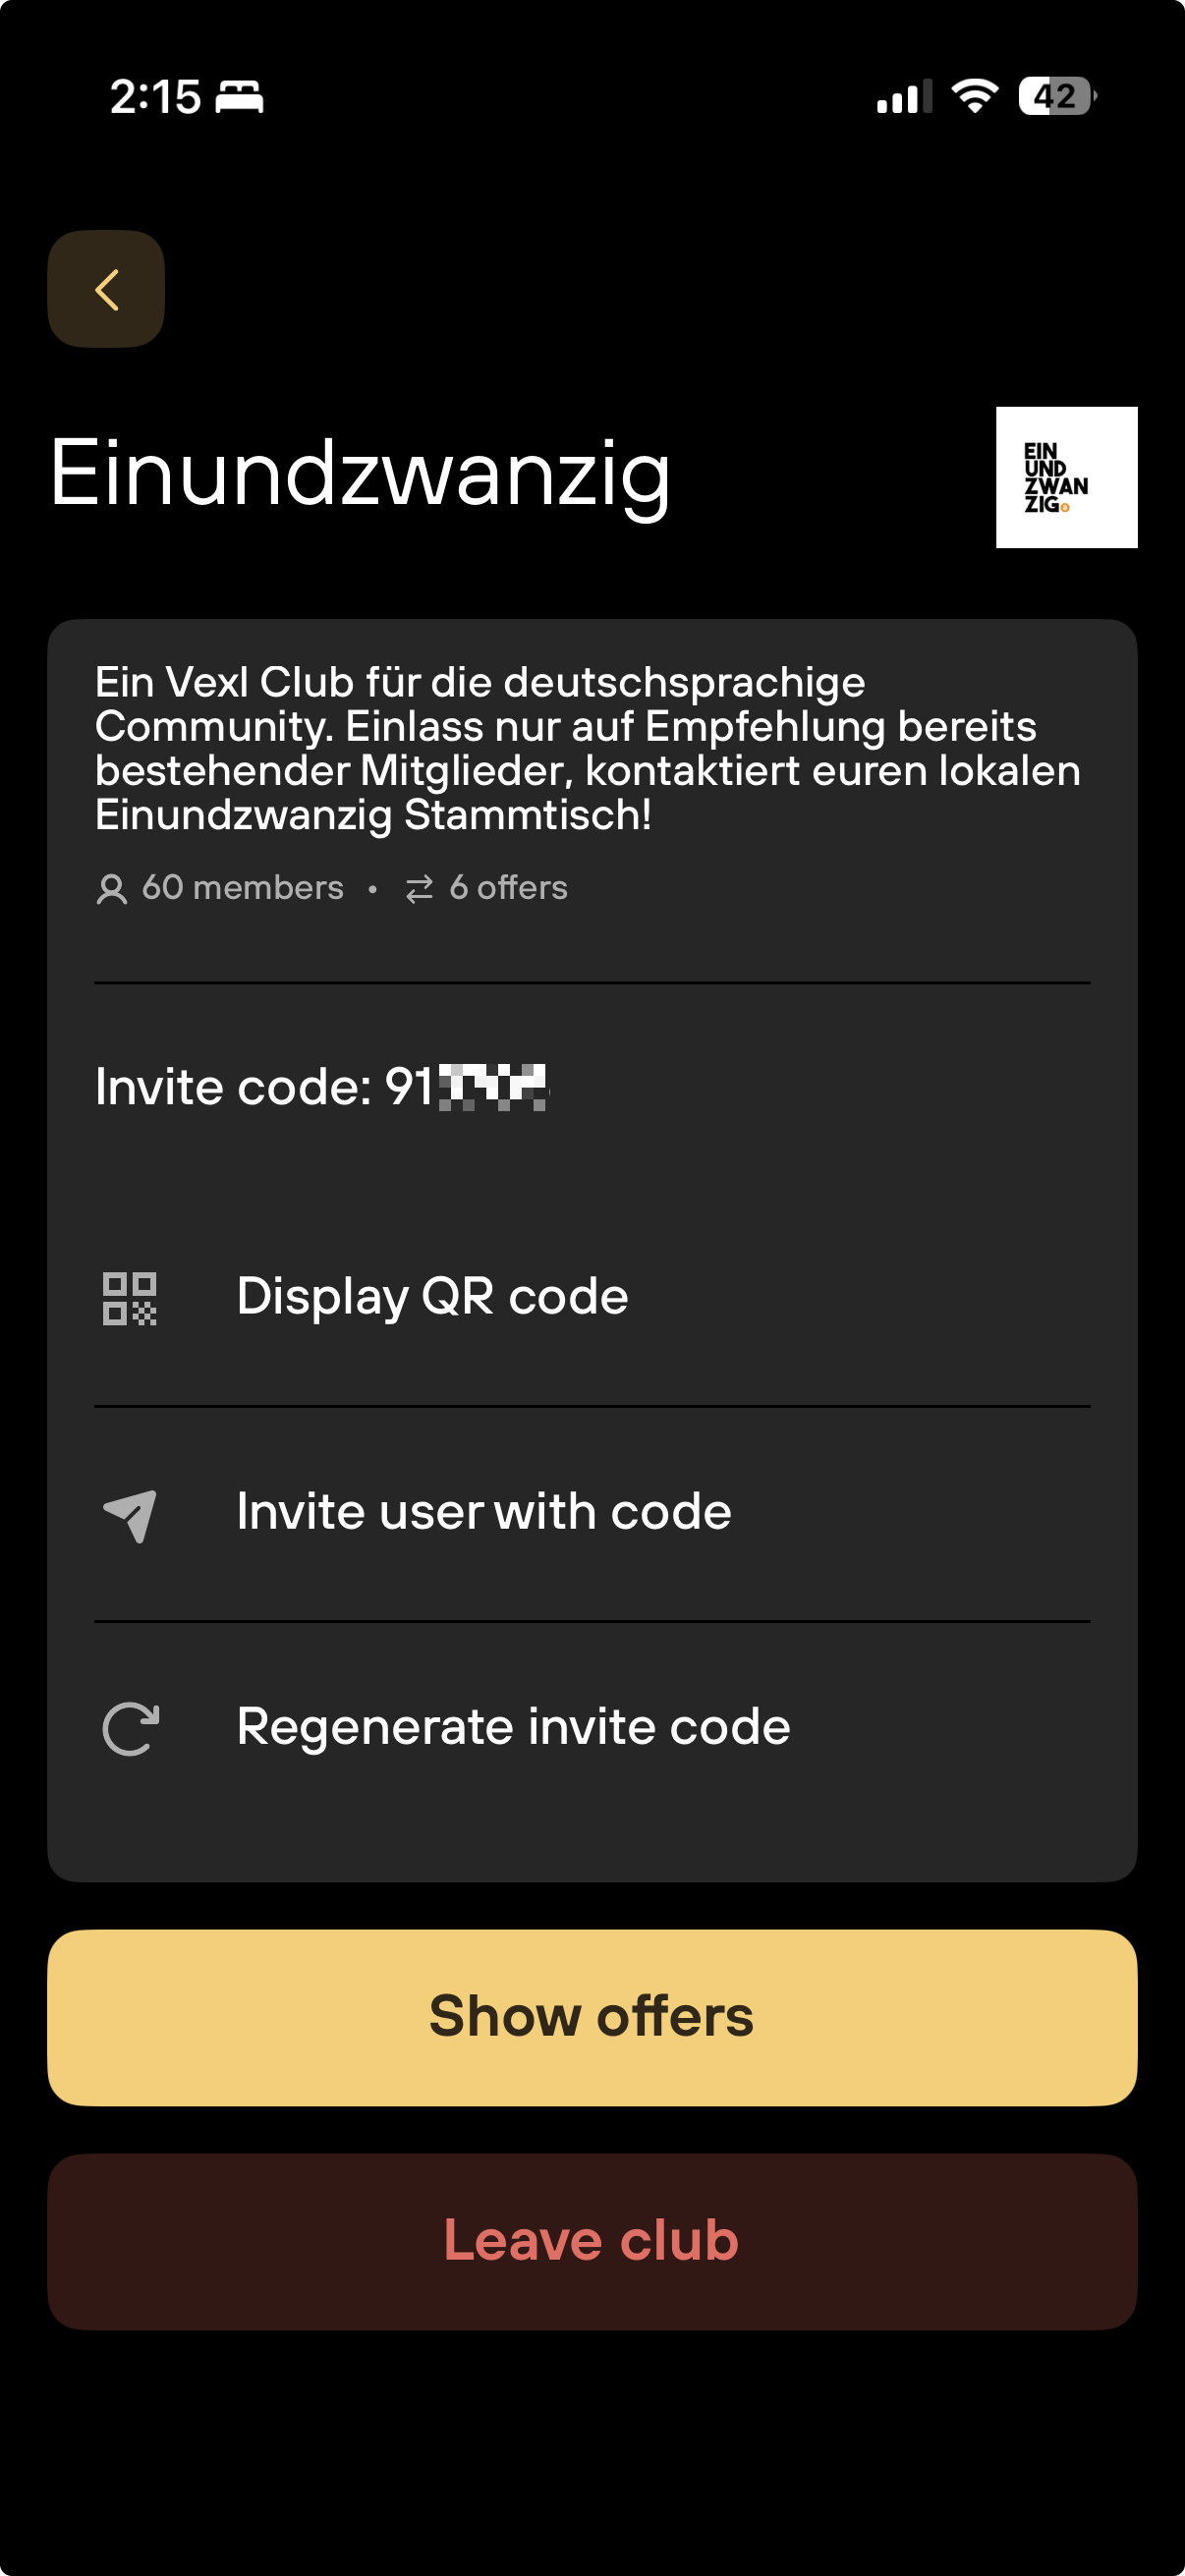 2:15
42
Einundzwanzig
EIN
UND
ZWAN
ZIG
Ein Vexl Club für die deutschsprachige
Community. Einlass nur auf Empfehlung bereits
bestehender Mitglieder, kontaktiert euren lokalen
Einundzwanzig Stammtisch!
60 members • 6 offers
Invite code: 91
Display QR code
Invite user with code
Regenerate invite code
Show offers
Leave club